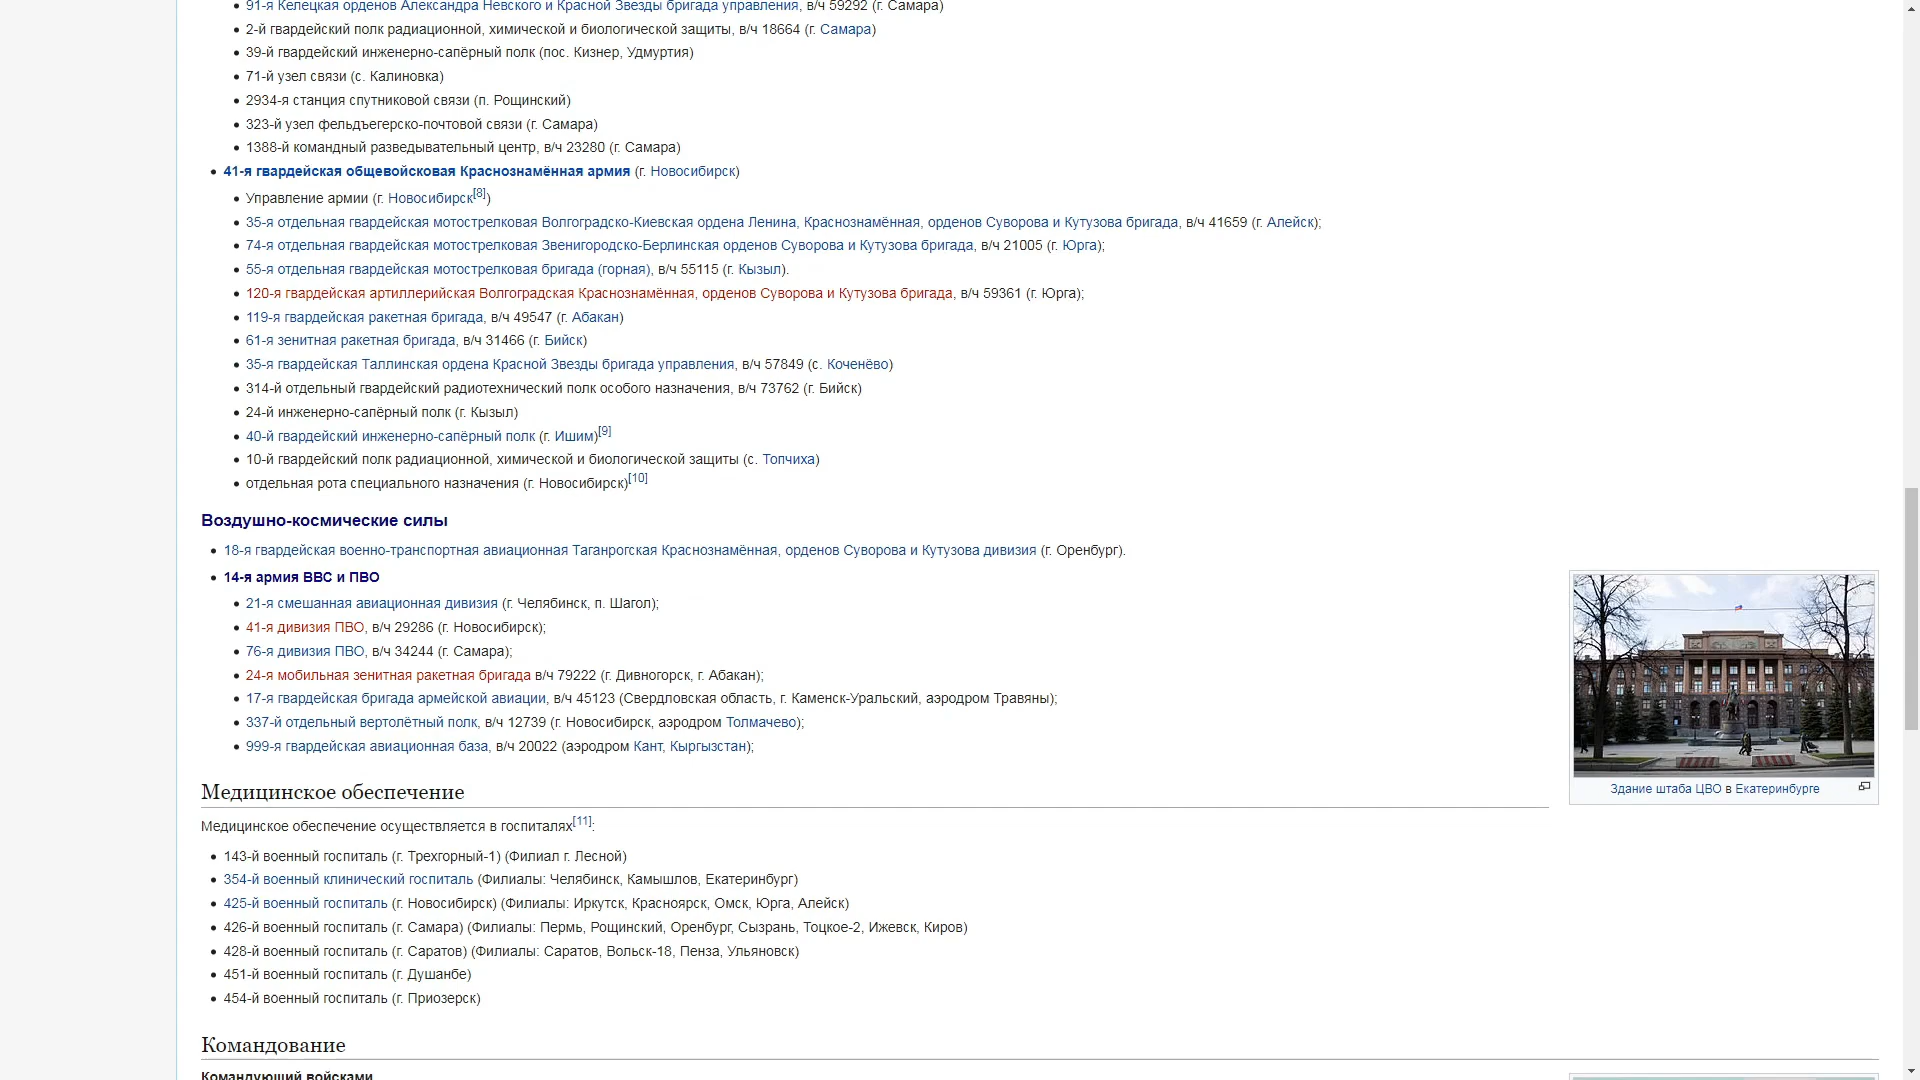 91-я Келецкая орденов Александра Невского и Красной Звезды бригада управления, в/ч 59292 (г. Самара)
2-й гвардейский полк радиационной, химической и биологической защиты, в/ч 18664 (г. Самара)
39-й гвардейский инженерно-сапёрный полк (пос. Кизнер, Удмуртия)
71-й узел связи (с. Калиновка)
2934-я станция спутниковой связи (п. Рощинский)
323-й узел фельдъегерско-почтовой связи (г. Самара)
1388-й командный разведывательный центр, в/ч 23280 (г. Самара)
41-я гвардейская общевойсковая Краснознамённая армия (г. Новосибирск)
Управление армии (г. Новосибирск[8])
35-я отдельная гвардейская мотострелковая Волгоградско-Киевская ордена Ленина, Краснознамённая, орденов Суворова и Кутузова бригада, в/ч 41659 (г. Алейск);
74-я отдельная гвардейская мотострелковая Звенигородско-Берлинская орденов Суворова и Кутузова бригада, в/ч 21005 (г. Юрга);
55-я отдельная гвардейская мотострелковая бригада (горная), в/ч 55115 (г. Кызыл).
120-я гвардейская артиллерийская Волгоградская Краснознамённая, орденов Суворова и Кутузова бригада, в/ч 59361 (г. Юрга);
119-я гвардейская ракетная бригада, в/ч 49547 (г. Абакан)
61-я зенитная ракетная бригада, в/ч 31466 (г. Бийск)
35-я гвардейская Таллинская ордена Красной Звезды бригада управления, в/ч 57849 (с. Коченёво)
314-й отдельный гвардейский радиотехнический полк особого назначения, в/ч 73762 (г. Бийск)
24-й инженерно-сапёрный полк (г. Кызыл)
40-й гвардейский инженерно-сапёрный полк (г. Ишим)[9]
10-й гвардейский полк радиационной, химической и биологической защиты (с. Топчиха)
отдельная рота специального назначения (г. Новосибирск)[10]
Воздушно-космические силы
18-я гвардейская военно-транспортная авиационная Таганрогская Краснознамённая, орденов Суворова и Кутузова дивизия (г. Оренбург).
14-я армия ВВС и ПВО
21-я смешанная авиационная дивизия (г. Челябинск, п. Шагол);
41-я дивизия ПВО, в/ч 29286 (г. Новосибирск);
76-я дивизия ПВО, в/ч 34244 (г. Самара);
24-я мобильная зенитная ракетная бригада в/ч 79222 (г. Дивногорск, г. Абакан);
17-я гвардейская бригада армейской авиации, в/ч 45123 (Свердловская область, г. Каменск-Уральский, аэродром Травяны);
337-й отдельный вертолётный полк, в/ч 12739 (г. Новосибирск, аэродром Толмачево);
999-я гвардейская авиационная база, в/ч 20022 (аэродром Кант, Кыргызстан);
Здание штаба ЦВО в Екатеринбурге
Медицинское обеспечение
Медицинское обеспечение осуществляется в госпиталях[11]:
143-й военный госпиталь (г. Трехгорный-1) (Филиал г. Лесной)
354-й военный клинический госпиталь (Филиалы: Челябинск, Камышлов, Екатеринбург)
425-й военный госпиталь (г. Новосибирск) (Филиалы: Иркутск, Красноярск, Омск, Юрга, Алейск)
426-й военный госпиталь (г. Самара) (Филиалы: Пермь, Рощинский, Оренбург, Сызрань, Тоцкое-2, Ижевск, Киров)
428-й военный госпиталь (г. Саратов) (Филиалы: Саратов, Вольск-18, Пенза, Ульяновск)
451-й военный госпиталь (г. Душанбе)
454-й военный госпиталь (г. Приозерск)
Командование
Командующий войсками